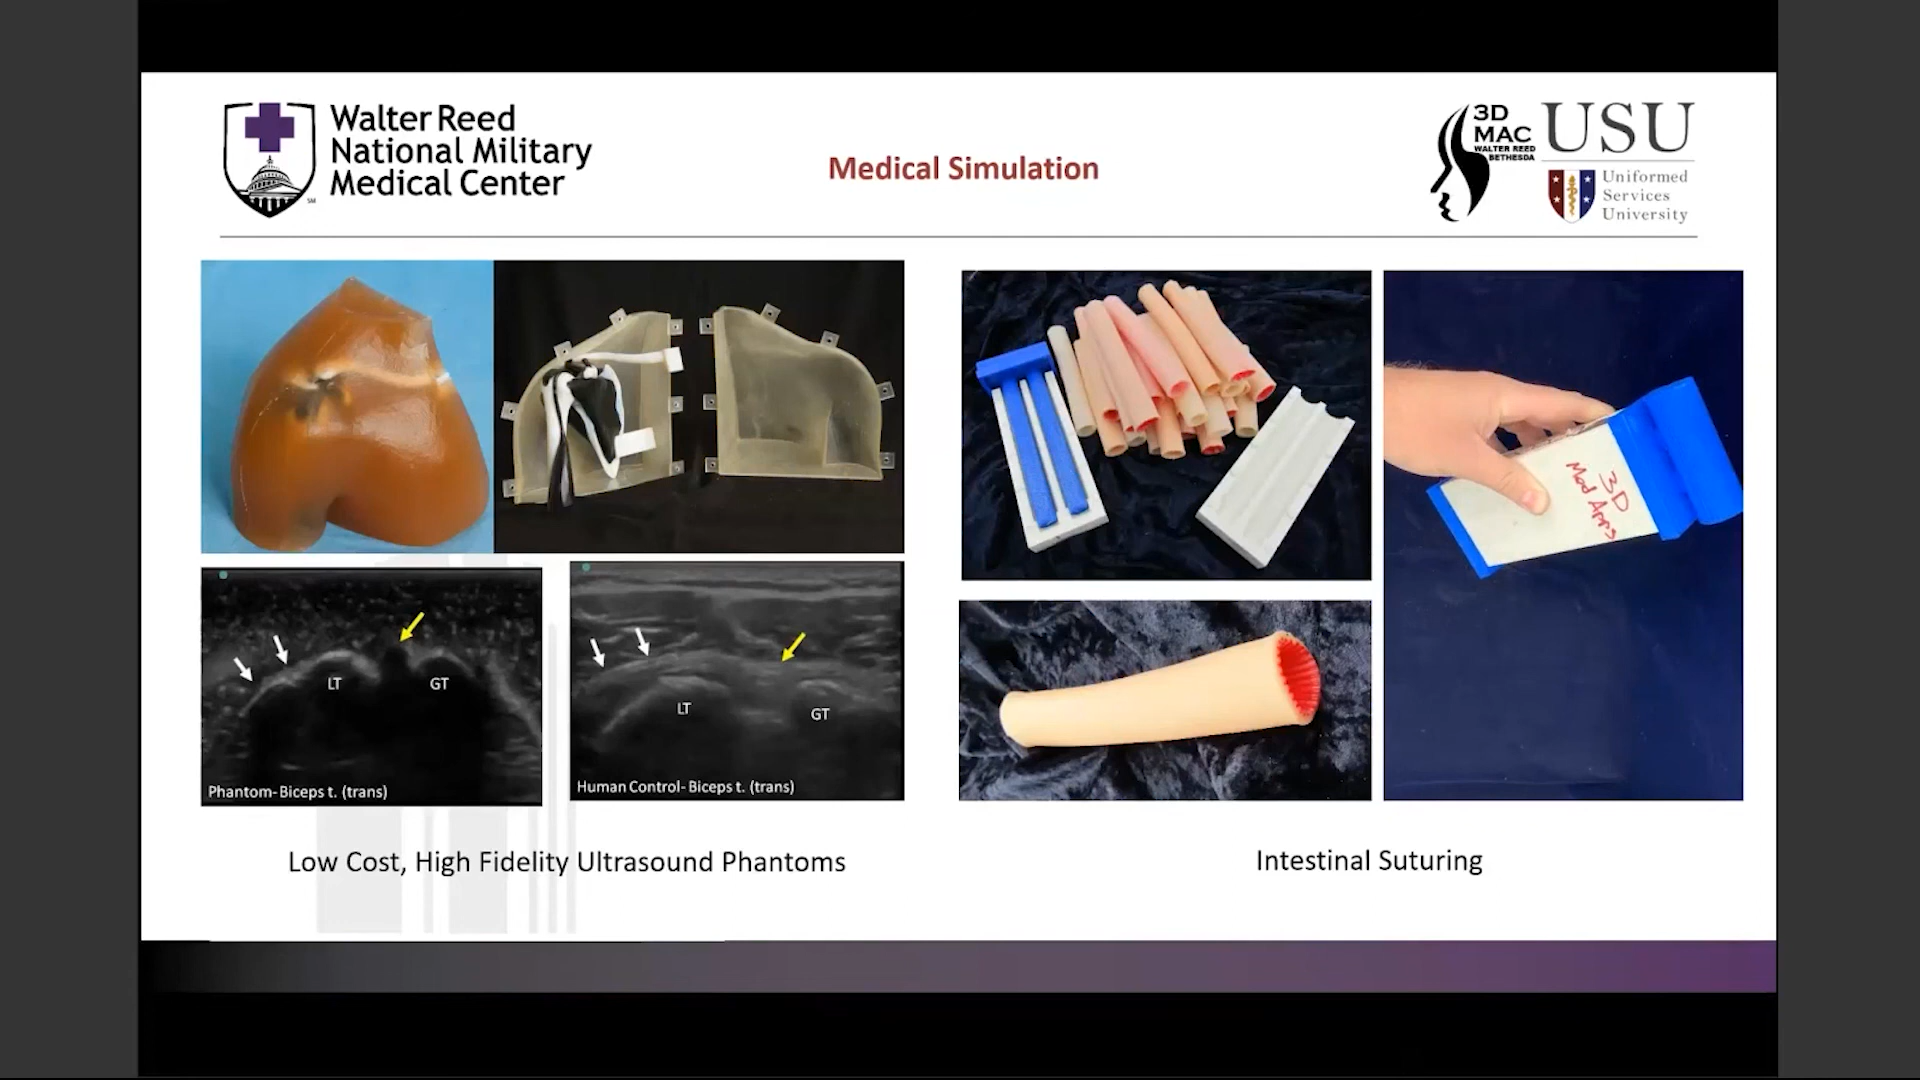 Walter Reed
National Military
Medical Center
SM
Medical Simulation
3D
MAC
WALTER REED
BETHESDA
USU
Uniformed
Services
University
3D
Med Apps
LT
GT
Phantom- Biceps t. (trans)
LT
GT
Human Control- Biceps t. (trans)
Low Cost, High Fidelity Ultrasound Phantoms
Intestinal Suturing